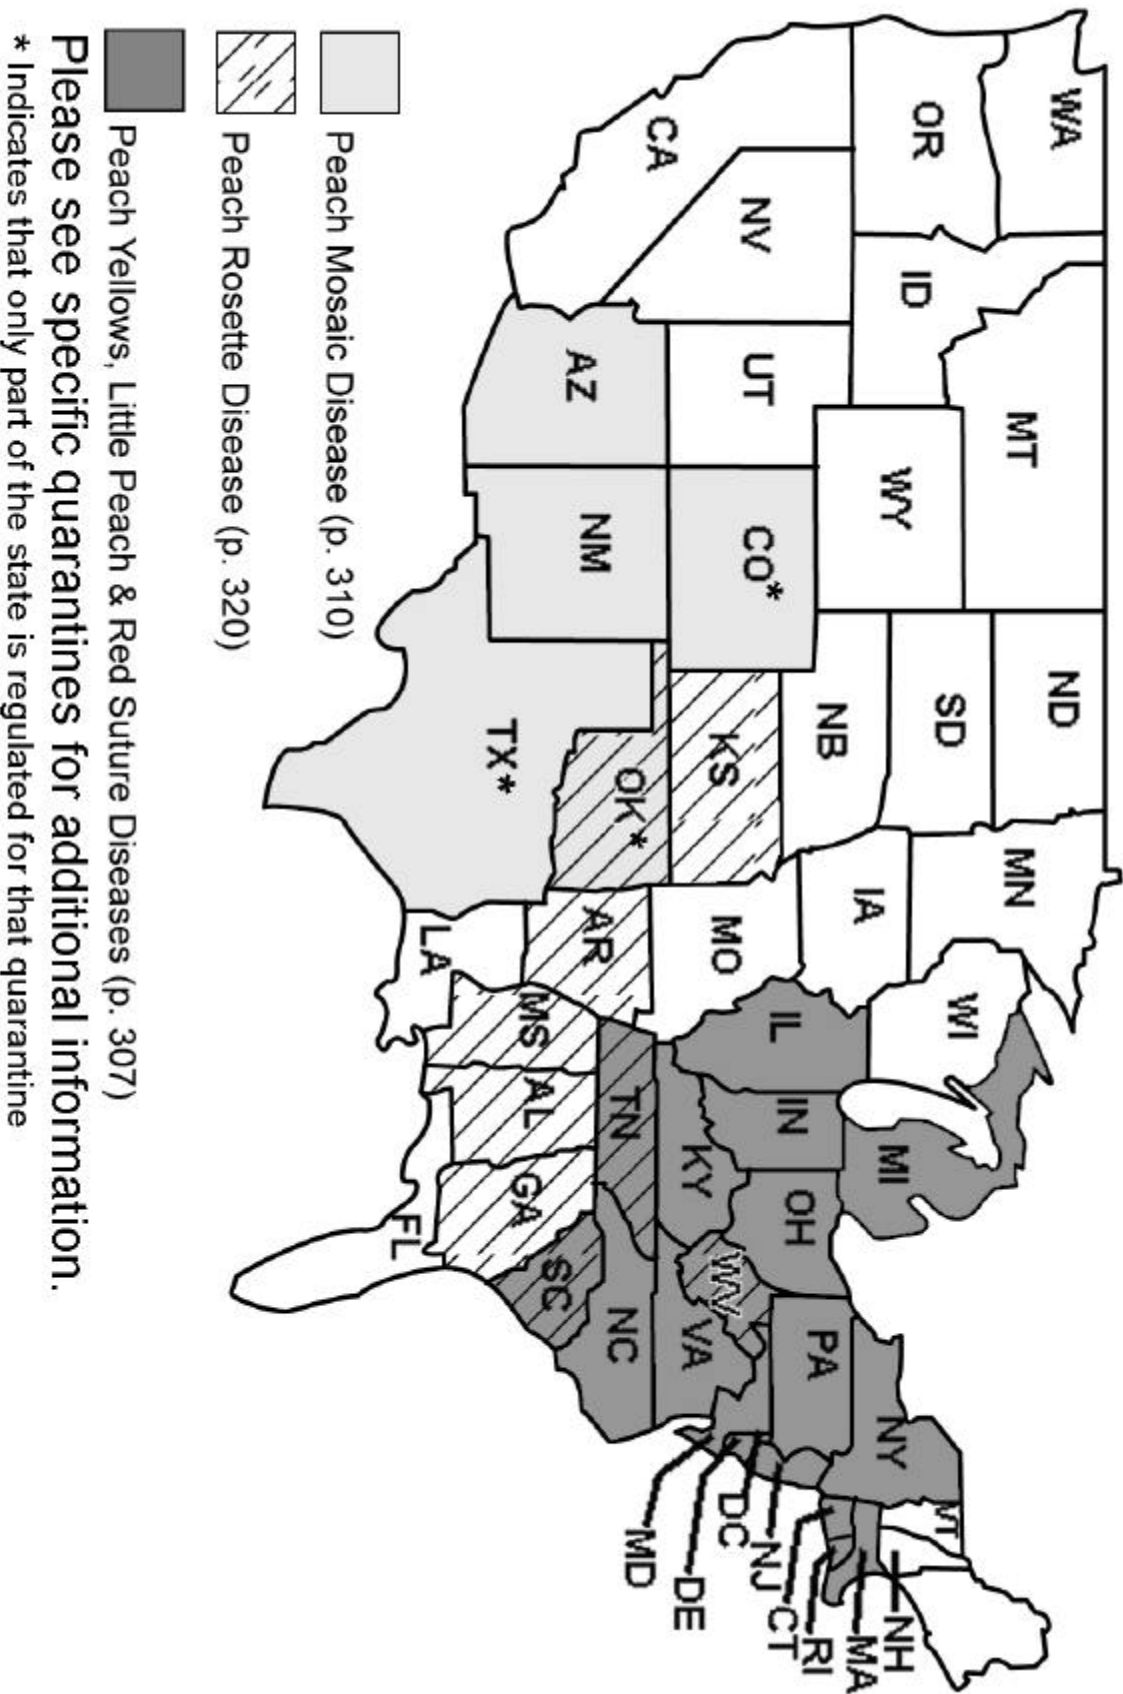 WA
OR
CA
NV
ID
MT
UT
AZ
WY
CO*
NM
ND
SD
NB
KS
OK*
TX*
MN
IA
MO
AR
LA
WI
IL
MS
IN
MI
TN
AL
KY
OH
GA
FL
WV
SC
NC
VA
PA
NY
VT
NH
MA
RI
CT
NJ
DC
DE
MD
Peach Mosaic Disease (p. 310)
Peach Rosette Disease (p. 320)
Peach Yellows, Little Peach & Red Suture Diseases (p. 307)
Please see specific quarantines for additional information.
* Indicates that only part of the state is regulated for that quarantine